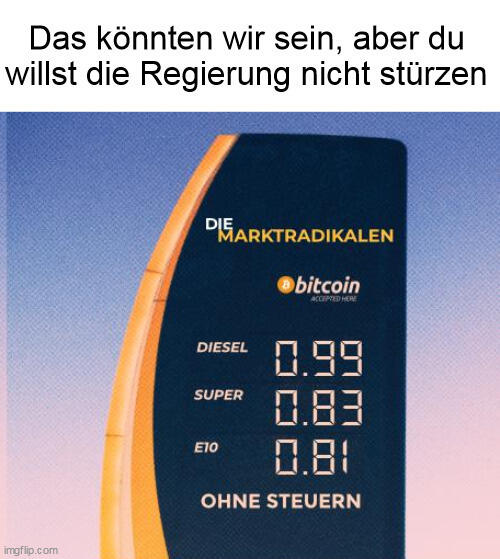 Das könnten wir sein, aber du
willst die Regierung nicht stürzen
DIE
MARKTRADIKALEN
bitcoin
ACCEPTED HERE
DIESEL 0.99
SUPER 0.83
E10 0.81
OHNE STEUERN
imgflip.com